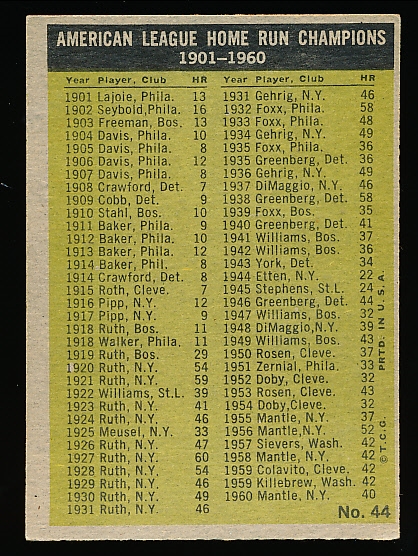 AMERICAN LEAGUE HOME RUN CHAMPIONS
1901-1960
Year Player, Club HR
1901 Lajoie, Phila. 13
1902 Seybold, Phila. 16
1903 Freeman, Bos. 13
1904 Davis, Phila. 10
1905 Davis, Phila. 8
1906 Davis, Phila. 12
1907 Davis, Phila. 8
1908 Crawford, Det. 7
1909 Cobb, Det. 9
1910 Stahl, Bos. 10
1911 Baker, Phila. 9
1912 Baker, Phila. 10
1913 Baker, Phila. 12
1914 Baker, Phil. 8
1914 Crawford, Det. 8
1915 Roth, Cleve. 7
1916 Pipp, N.Y. 12
1917 Pipp, N.Y. 9
1918 Ruth, Bos. 11
1918 Walker, Phila. 11
1919 Ruth, Bos. 29
1920 Ruth, N.Y. 54
1921 Ruth, N.Y. 59
1922 Williams, St.L. 39
1923 Ruth, N.Y. 41
1924 Ruth, N.Y. 46
1925 Meusel, N.Y. 33
1926 Ruth, N.Y. 47
1927 Ruth, N.Y. 60
1928 Ruth, N.Y. 54
1929 Ruth, N.Y. 46
1930 Ruth, N.Y. 49
1931 Ruth, N.Y. 46
Year Player, Club HR
1931 Gehrig, N.Y. 46
1932 Foxx, Phila. 58
1933 Foxx, Phila. 48
1934 Gehrig, N.Y. 49
1935 Foxx, Phila. 36
1935 Greenberg, Det. 36
1936 Gehrig, N.Y. 49
1937 DiMaggio, N.Y. 46
1938 Greenberg, Det. 58
1939 Foxx, Bos. 35
1940 Greenberg, Det. 41
1941 Williams, Bos. 37
1942 Williams, Bos. 36
1943 York, Det. 34
1944 Etten, N.Y. 22
1945 Stephens, St.L. 24
1946 Greenberg, Det. 44
1947 Williams, Bos. 32
1948 DiMaggio, N.Y. 39
1949 Williams, Bos. 43
1950 Rosen, Cleve. 37
1951 Zernial, Phila. 33
1952 Doby, Cleve. 32
1953 Rosen, Cleve. 43
1954 Doby, Cleve. 32
1955 Mantle, N.Y. 37
1956 Mantle, N.Y. 52
1957 Sievers, Wash. 42
1958 Mantle, N.Y. 42
1959 Colavito, Cleve. 42
1959 Killebrew, Wash. 42
1960 Mantle, N.Y. 40
© T.C.G. PRTD. IN U.S.A.
No. 44